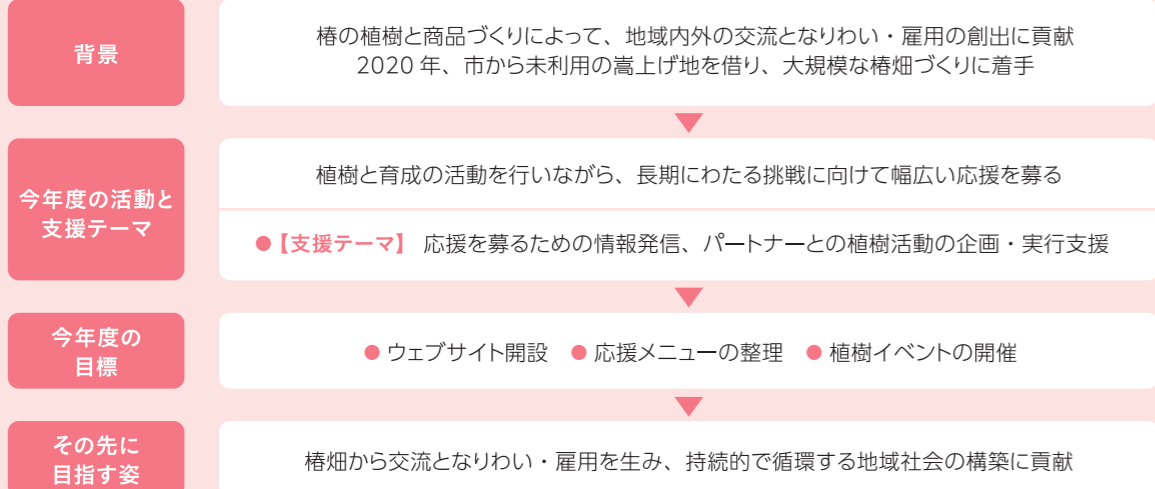 背景
椿の植樹と商品づくりによって、地域内外の交流となりわい・雇用の創出に貢献
2020年、市から未利用の嵩上げ地を借り、大規模な椿畑づくりに着手
今年度の活動と
支援テーマ
植樹と育成の活動を行いながら、長期にわたる挑戦に向けて幅広い応援を募る
●【支援テーマ】 応援を募るための情報発信、パートナーとの植樹活動の企画・実行支援
今年度の
目標
● ウェブサイト開設 ● 応援メニューの整理 ● 植樹イベントの開催
その先に
目指す姿
椿畑から交流となりわい・雇用を生み、持続的で循環する地域社会の構築に貢献